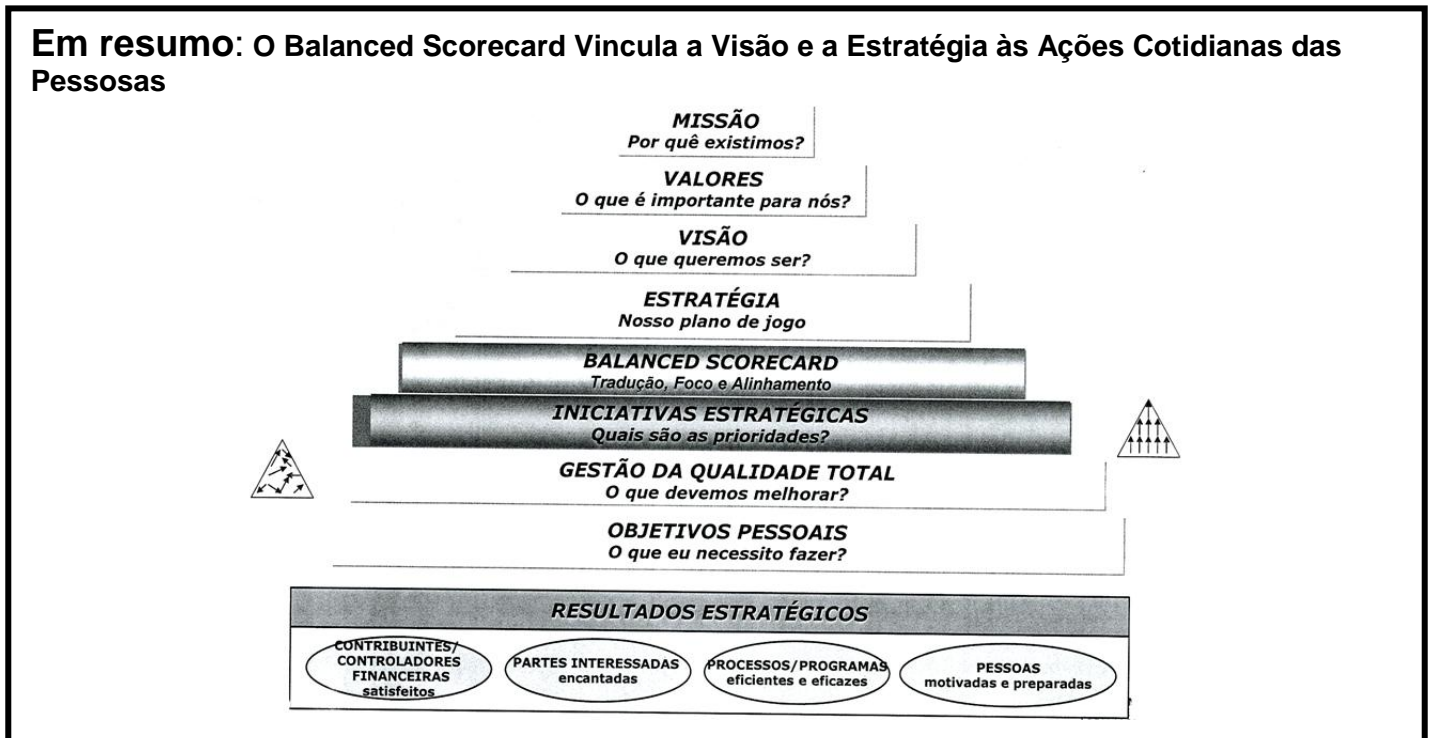 Em resumo: O Balanced Scorecard Vincula a Visão e a Estratégia às Ações Cotidianas das
Pessosas
MISSÃO
Por quê existimos?
VALORES
O que é importante para nós?
VISÃO
O que queremos ser?
ESTRATÉGIA
Nosso plano de jogo
BALANCED SCORECARD
Tradução, Foco e Alinhamento
INICIATIVAS ESTRATÉGICAS
Quais são as prioridades?
GESTÃO DA QUALIDADE TOTAL
O que devemos melhorar?
OBJETIVOS PESSOAIS
O que eu necessito fazer?
RESULTADOS ESTRATÉGICOS
CONTRIBUINTES/
CONTROLADORES
FINANCEIRAS
satisfeitos
PARTES INTERESSADAS
encantadas
PROCESSOS/PROGRAMAS
eficientes e eficazes
PESSOAS
motivadas e preparadas